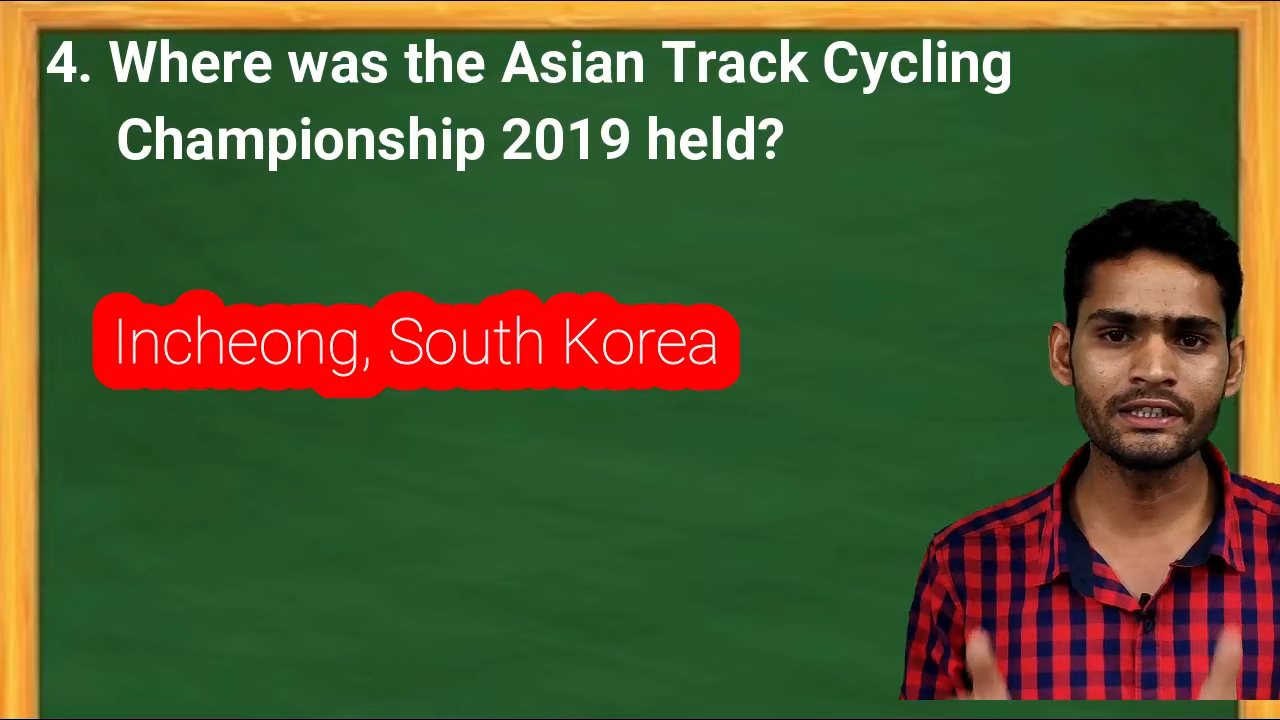 4. Where was the Asian Track Cycling
Championship 2019 held?
Incheong, South Korea